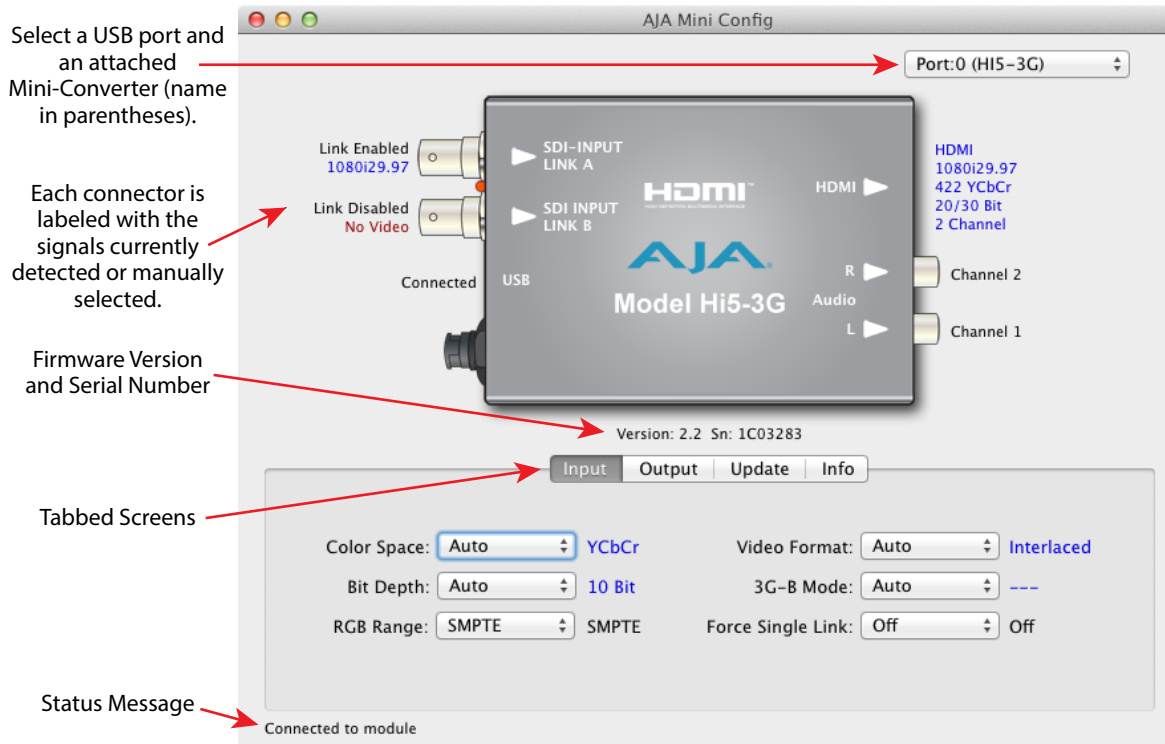 AJA Mini Config
Select a USB port and
an attached
Mini-Converter (name
in parentheses).
Port:0 (HI5-3G)
Each connector is
labeled with the
signals currently
detected or manually
selected.
Link Enabled
1080i29.97
Link Disabled
No Video
Connected
SDI-INPUT
LINK A
SDI INPUT
LINK B
USB
HDMI™
HIGH-DEFINITION MULTIMEDIA INTERFACE
AJA
Model Hi5-3G
HDMI
R
Audio
L
HDMI
1080i29.97
422 YCbCr
20/30 Bit
2 Channel
Channel 2
Channel 1
Firmware Version
and Serial Number
Version: 2.2 Sn: 1C03283
Tabbed Screens
Input Output Update Info
Color Space: Auto YCbCr
Bit Depth: Auto 10 Bit
RGB Range: SMPTE SMPTE
Video Format: Auto Interlaced
3G-B Mode: Auto ---
Force Single Link: Off Off
Status Message
Connected to module